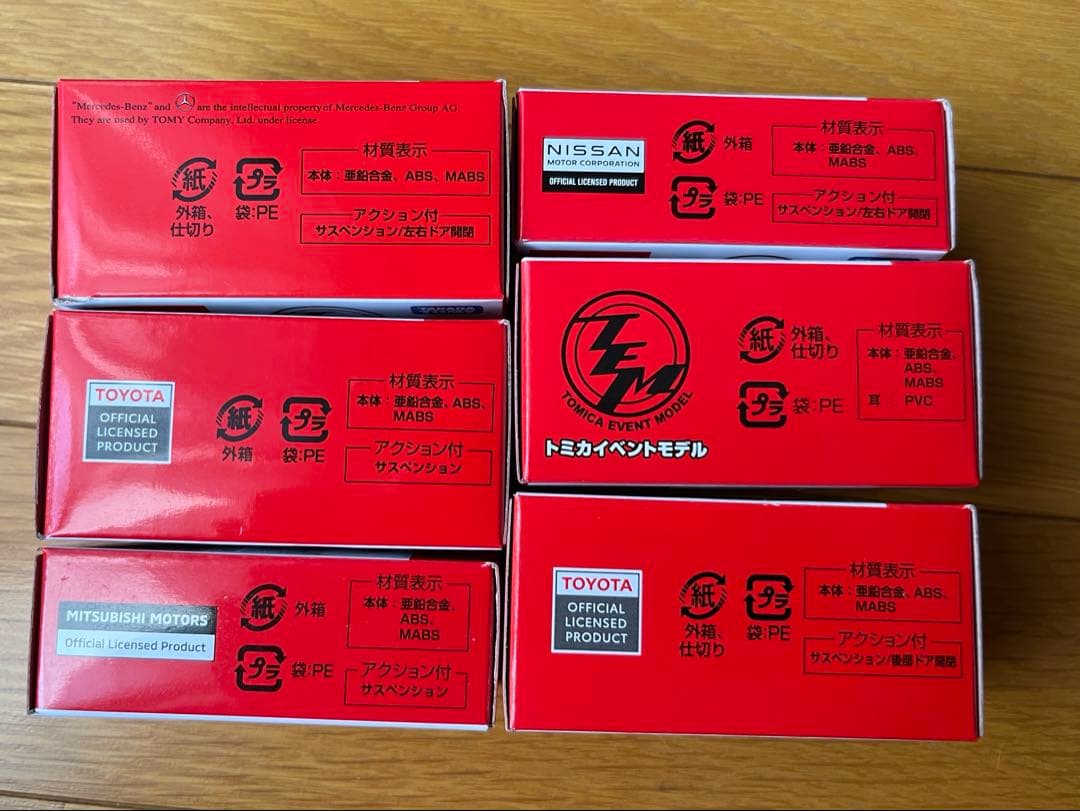 "Mercedes-Benz" and are the intellectual property of Mercedes-Benz Group AG.
They are used by TOMY Company, Ltd. under license.
紙
外箱、
仕切り
プラ
袋:PE
材質表示
本体:亜鉛合金、ABS、MABS
アクション付
サスペンション/左右ドア開閉
NISSAN
MOTOR CORPORATION
OFFICIAL LICENSED PRODUCT
紙
外箱
プラ
袋:PE
材質表示
本体:亜鉛合金、ABS、
MABS
アクション付
サスペンション/左右ドア開閉
TOYOTA
OFFICIAL
LICENSED
PRODUCT
紙
外箱
プラ
袋:PE
材質表示
本体:亜鉛合金、ABS、
MABS
アクション付
サスペンション
TEM
TOMICA EVENT MODEL
トミカイベントモデル
紙
外箱、
仕切り
プラ
袋:PE
材質表示
本体:亜鉛合金、
ABS、
MABS
耳:PVC
MITSUBISHI MOTORS
Official Licensed Product
紙
外箱
プラ
袋:PE
材質表示
本体:亜鉛合金、
ABS、
MABS
アクション付
サスペンション
TOYOTA
OFFICIAL
LICENSED
PRODUCT
紙
外箱、
仕切り
プラ
袋:PE
材質表示
本体:亜鉛合金、ABS、
MABS
アクション付
サスペンション/後部ドア開閉